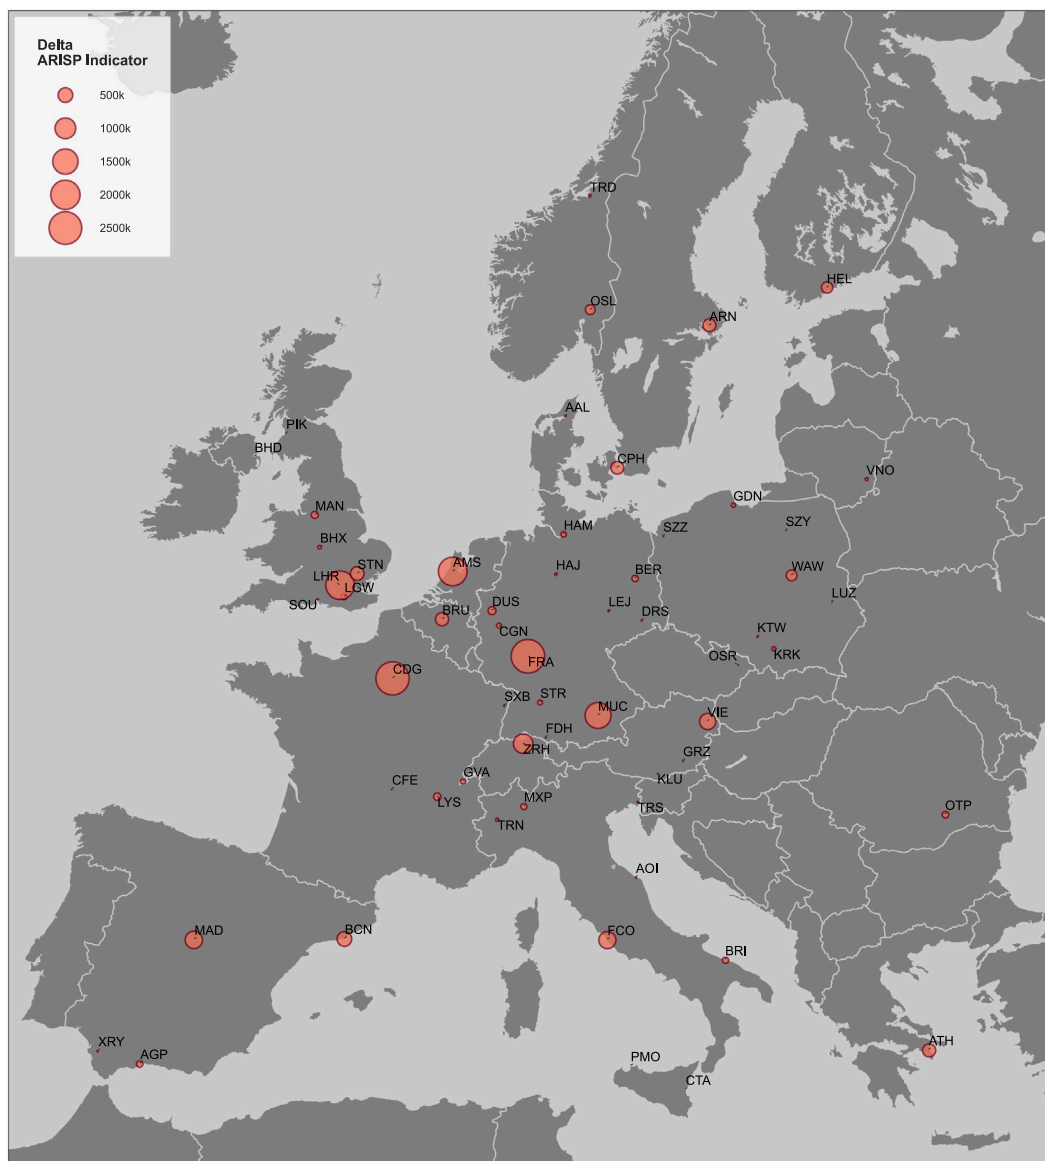 Delta
ARISP Indicator
500k
1000k
1500k
2000k
2500k
TRD
HEL
OSL
ARN
AAL
PIK
BHD
CPH
VNO
GDN
MAN
SZY
HAM
SZZ
BHX
STN
AMS
HAJ
BER
WAW
LHR
LGW
LUZ
SOU
DUS
LEJ
BRU
DRS
CGN
KTW
KRK
FRA
OSR
CDG
SXB
STR
MUC
VIE
FDH
ZRH
GRZ
GVA
CFE
KLU
LYS
MXP
TRS
OTP
TRN
AOI
MAD
BCN
FCO
BRI
XRY
AGP
ATH
PMO
CTA